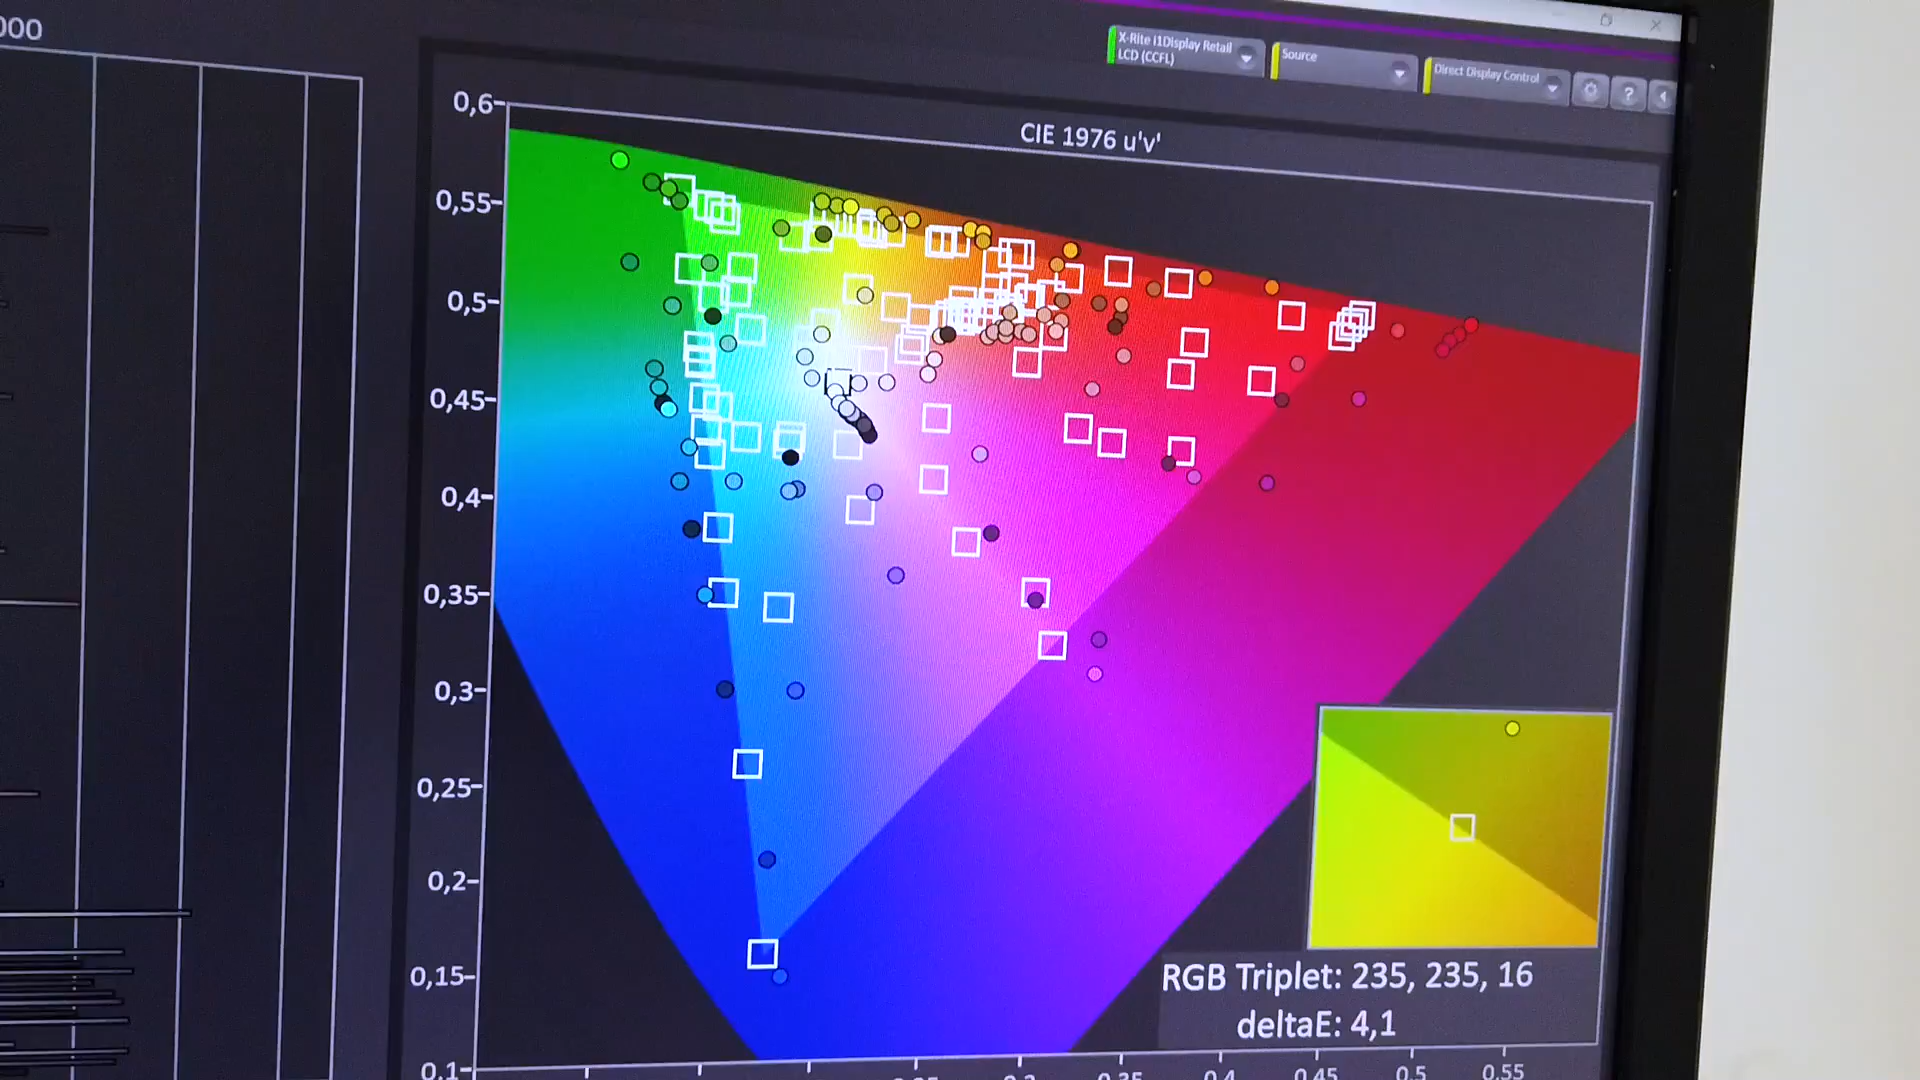 000
X-Rite i1Display Retail
LCD (CCFL)
Source
Direct Display Control
?
CIE 1976 u'v'
0,6
0,55
0,5
0,45
0,4
0,35
0,3
0,25
0,2
0,15
0,1
RGB Triplet: 235, 235, 16
deltaE: 4,1
0,3 0,35 0,4 0,45 0,5 0,55